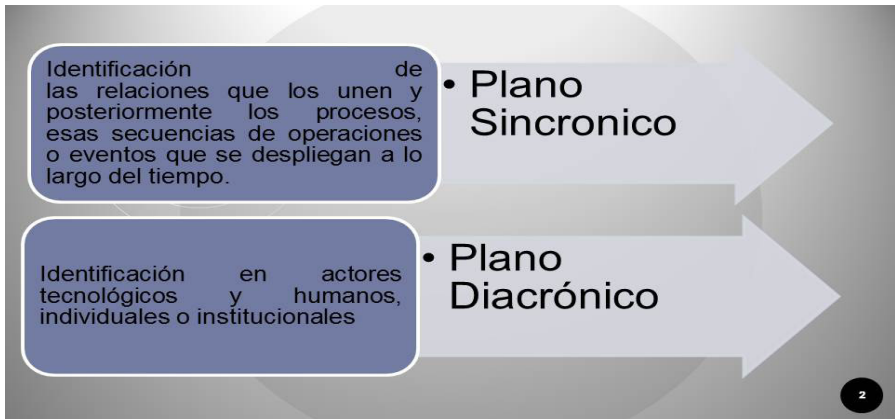 Identificación de
las relaciones que los unen y
posteriormente los procesos,
esas secuencias de operaciones
o eventos que se despliegan a lo
largo del tiempo.
• Plano
Sincronico
Identificación en actores
tecnológicos y humanos,
individuales o institucionales
• Plano
Diacrónico
2